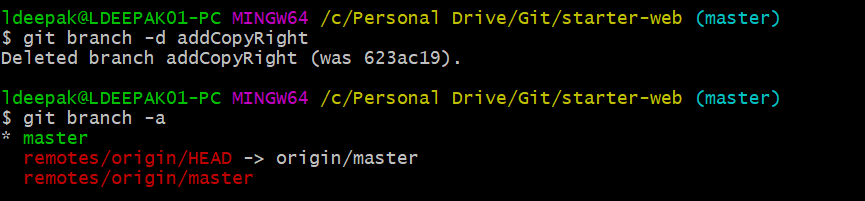 ldeepak@LDEEPAK01-PC MINGW64 /c/Personal Drive/Git/starter-web (master)
$ git branch -d addCopyRight
Deleted branch addCopyRight (was 623ac19).
ldeepak@LDEEPAK01-PC MINGW64 /c/Personal Drive/Git/starter-web (master)
$ git branch -a
* master
remotes/origin/HEAD -> origin/master
remotes/origin/master